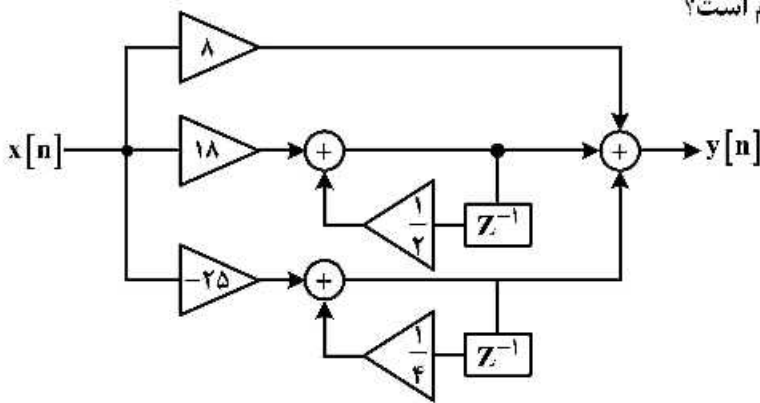 است؟
۸
x[n]
۱۸
+
+
y[n]
۱
۲
Z⁻¹
-۲۵
+
۱
۴
Z⁻¹